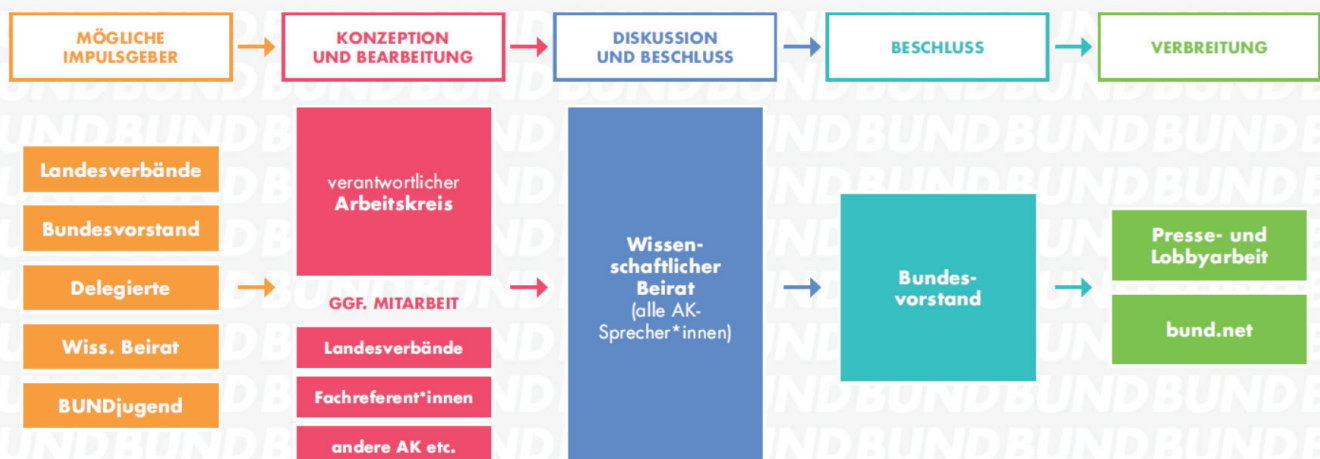 MÖGLICHE
IMPULSGEBER
KONZEPTION
UND BEARBEITUNG
DISKUSSION
UND BESCHLUSS
BESCHLUSS
VERBREITUNG
Landesverbände
Bundesvorstand
Delegierte
Wiss. Beirat
BUNDjugend
verantwortlicher
Arbeitskreis
GGF. MITARBEIT
Landesverbände
Fachreferent*innen
andere AK etc.
Wissen-
schaftlicher
Beirat
(alle AK-
Sprecher*innen)
Bundes-
vorstand
Presse- und
Lobbyarbeit
bund.net